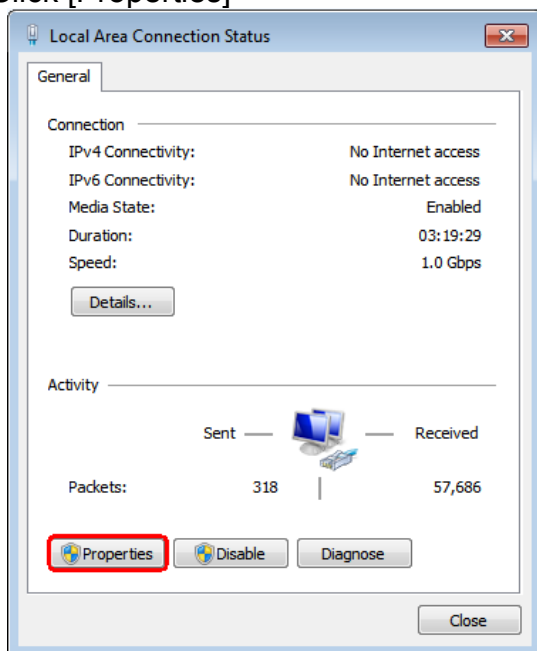 Click [Properties]
Local Area Connection Status
General
Connection
IPv4 Connectivity: No Internet access
IPv6 Connectivity: No Internet access
Media State: Enabled
Duration: 03:19:29
Speed: 1.0 Gbps
Details...
Activity
Sent — — Received
Packets: 318 57,686
Properties Disable Diagnose
Close